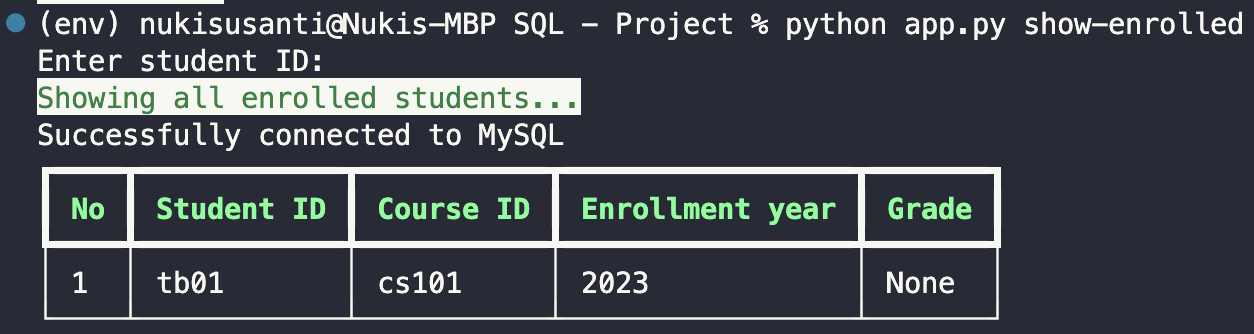 (env) nukisusanti@Nukis-MBP SQL - Project % python app.py show-enrolled
Enter student ID:
Showing all enrolled students...
Successfully connected to MySQL
No Student ID Course ID Enrollment year Grade
1 tb01 cs101 2023 None